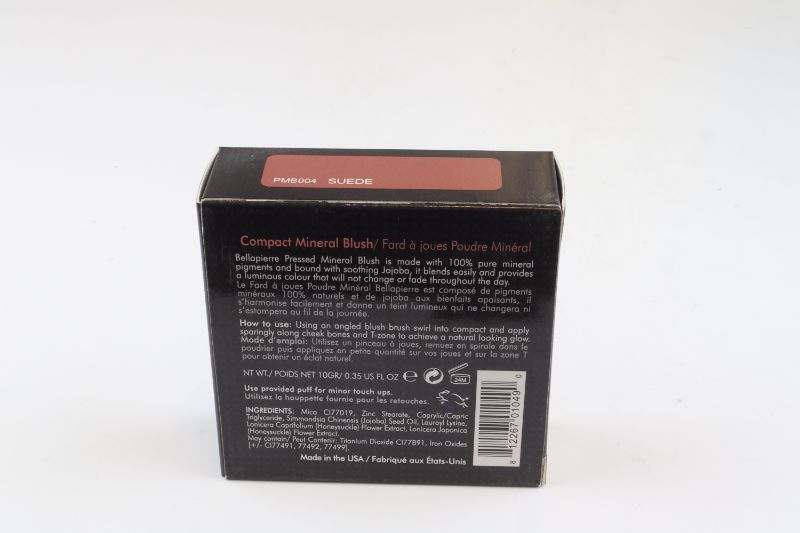 PMB004 SUEDE
Compact Mineral Blush/ Fard à joues Poudre Minéral
Bellapierre Pressed Mineral Blush is made with 100% pure mineral
pigments and bound with soothing Jojoba, it blends easily and provides
a luminous colour that will not change or fade throughout the day.
Le Fard à joues Poudre Minéral Bellapierre est composé de pigments
minéraux 100% naturels et de jojoba aux bienfaits apaisants, il
s'harmonise facilement et donne un teint lumineux qui ne changera ni
s'estompera au fil de la journée.
How to use: Using an angled blush brush swirl into compact and apply
sparingly along cheek bones and T-zone to achieve a natural looking glow.
Mode d'emploi: Utilisez un pinceau à joues, remuez en spirale dans le
poudrier puis appliquez en petite quantité sur vos joues et sur la zone T
pour obtenir un éclat naturel.
NT WT./ POIDS NET 10GR/ 0.35 US FL OZ ℮ 24M
Use provided puff for minor touch ups.
Utilisez la houppette fournie pour les retouches.
INGREDIENTS: Mica CI77019, Zinc Stearate, Caprylic/Capric
Triglyceride, Simmondsia Chinensis (Jojoba) Seed Oil, Lauroyl Lysine,
Lonicera Caprifolium (Honeysuckle) Flower Extract, Lonicera Japonica
(Honeysuckle) Flower Extract.
May contain/ Peut Contenir: Titanium Dioxide CI77891, Iron Oxides
[+/- CI77491, 77492, 77499].
Made in the USA / Fabriqué aux États-Unis
8 12267 01049 0